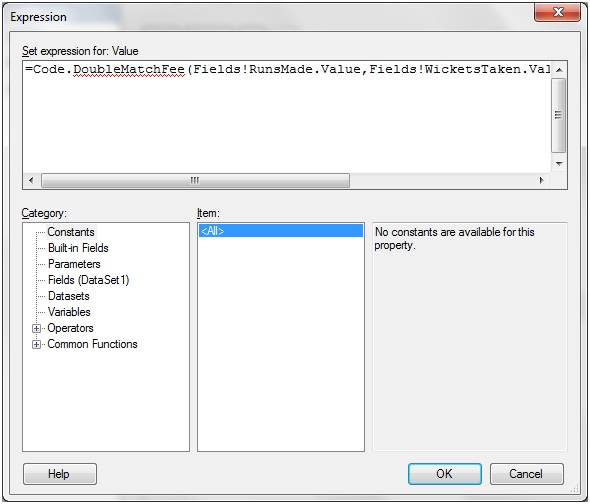 Expression
Set expression for: Value
=Code.DoubleMatchFee(Fields!RunsMade.Value,Fields!WicketsTaken.Val
Category:
Item:
Constants
Built-in Fields
Parameters
Fields (DataSet1)
Datasets
Variables
Operators
Common Functions
<All>
No constants are available for this
property.
Help
OK
Cancel